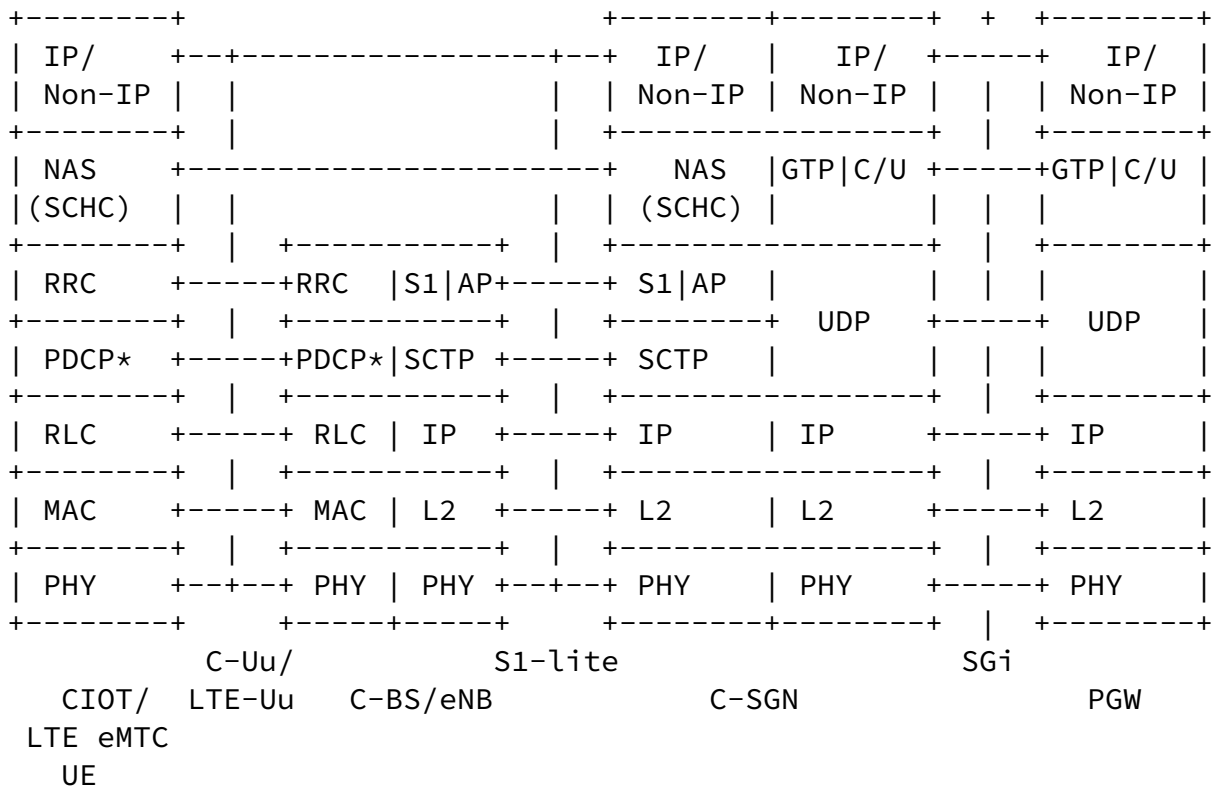 +--------+                        +--------+--------+  +  +--------+
|  IP/   +--+------------------+--+  IP/   |   IP/  +-----+   IP/  |
| Non-IP |  |                  |  | Non-IP | Non-IP |  |  | Non-IP |
+--------+  |                  |  +-----------------+  |  +--------+
|  NAS   +------------------------+   NAS  |GTP|C/U +-----+GTP|C/U |
|(SCHC)  |  |                  |  | (SCHC) |        |  |  |        |
+--------+  |  +-----------+   |  +-----------------+  |  +--------+
|  RRC   +-----+RRC  |S1|AP+------+ S1|AP  |        |  |  |        |
+--------+  |  +-----------+   |  +--------+  UDP   +-----+  UDP   |
|  PDCP* +-----+PDCP*|SCTP +------+ SCTP   |        |  |  |        |
+--------+  |  +-----------+   |  +-----------------+  |  +--------+
|  RLC   +-----+ RLC | IP  +------+ IP     | IP     +-----+ IP     |
+--------+  |  +-----------+   |  +-----------------+  |  +--------+
|  MAC   +-----+ MAC | L2  +------+ L2     | L2     +-----+ L2     |
+--------+  |  +-----------+   |  +-----------------+  |  +--------+
|  PHY   +--+--+ PHY | PHY +---+--+ PHY    | PHY    +-----+ PHY    |
+--------+     +-----+-----+      +--------+--------+  |  +--------+
C-Uu/ S1-lite SGi
CIOT/ LTE-Uu C-BS/eNB C-SGN PGW
LTE eMTC
UE